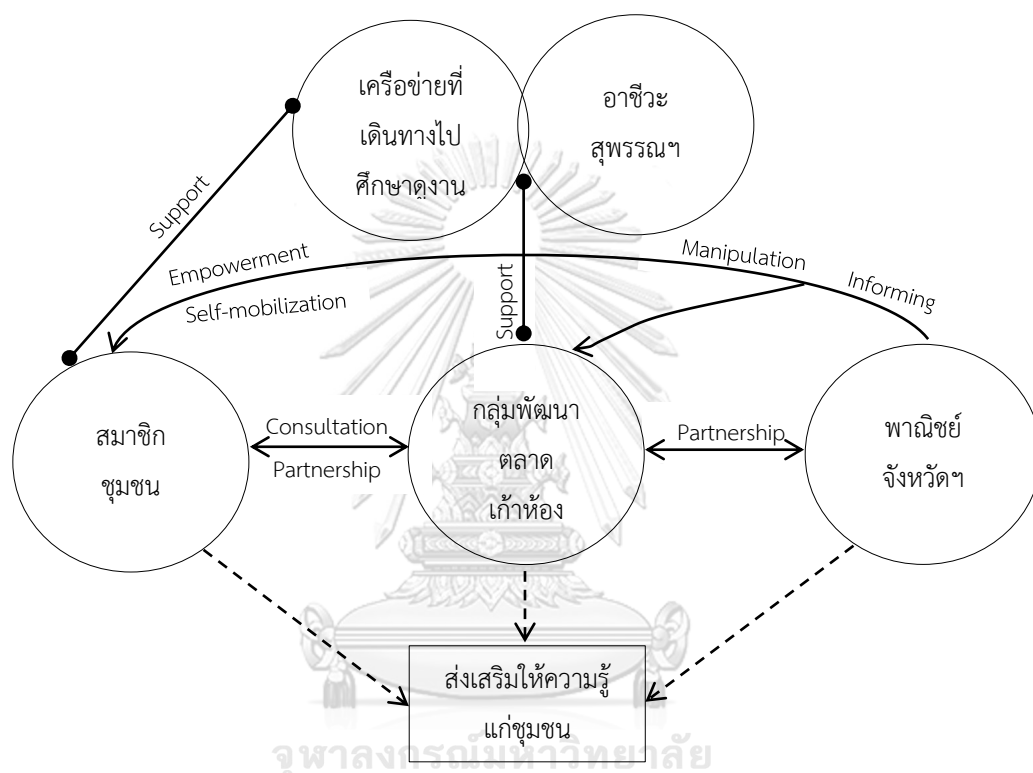 เครือข่ายที่
เดินทางไป
ศึกษาดูงาน
อาชีวะ
สุพรรณฯ
Support
Empowerment
Self-mobilization
Support
Manipulation
Informing
สมาชิก
ชุมชน
Consultation
Partnership
กลุ่มพัฒนา
ตลาด
เก้าห้อง
Partnership
พาณิชย์
จังหวัดฯ
ส่งเสริมให้ความรู้
แก่ชุมชน
จุฬาลงกรณ์มหาวิทยาลัย